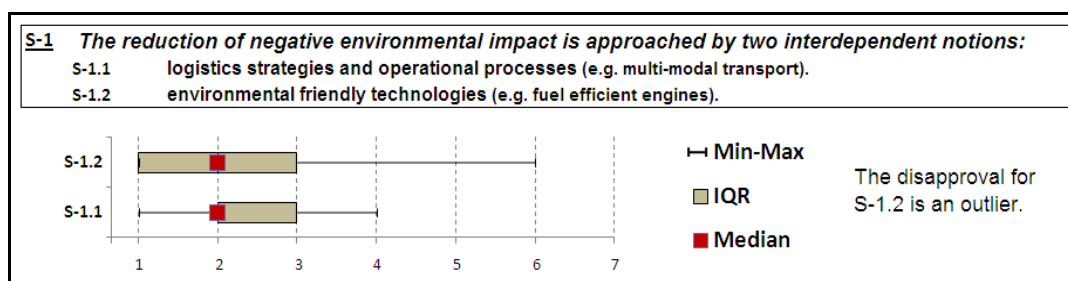 S-1 The reduction of negative environmental impact is approached by two interdependent notions:
S-1.1 logistics strategies and operational processes (e.g. multi-modal transport).
S-1.2 environmental friendly technologies (e.g. fuel efficient engines).
S-1.2
S-1.1
1 2 3 4 5 6 7
Min-Max
IQR
Median
The disapproval for
S-1.2 is an outlier.